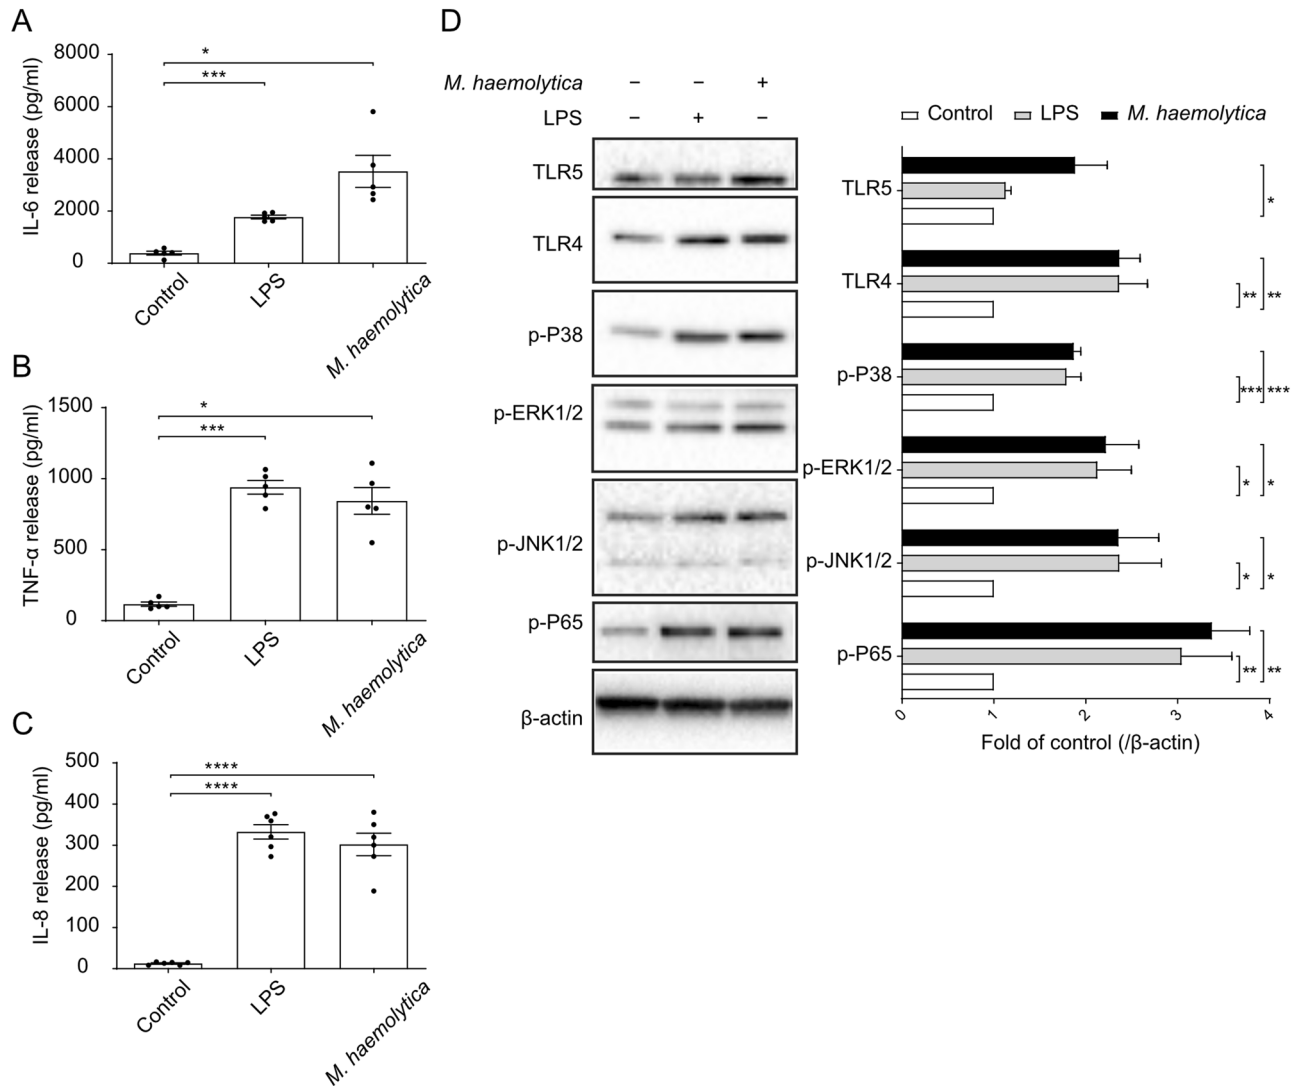 A
IL-6 release (pg/ml)
8000
6000
4000
2000
0
*
***
Control
LPS
M. haemolytica
B
TNF-α release (pg/ml)
1500
1000
500
0
*
***
Control
LPS
M. haemolytica
C
IL-8 release (pg/ml)
500
400
300
200
100
0
****
****
Control
LPS
M. haemolytica
D
M. haemolytica − − +
LPS − + −
TLR5
TLR4
p-P38
p-ERK1/2
p-JNK1/2
p-P65
β-actin
Control LPS M. haemolytica
TLR5 *
TLR4 ** **
p-P38 *** ***
p-ERK1/2 * *
p-JNK1/2 * *
p-P65 ** **
0 1 2 3 4
Fold of control (/β-actin)